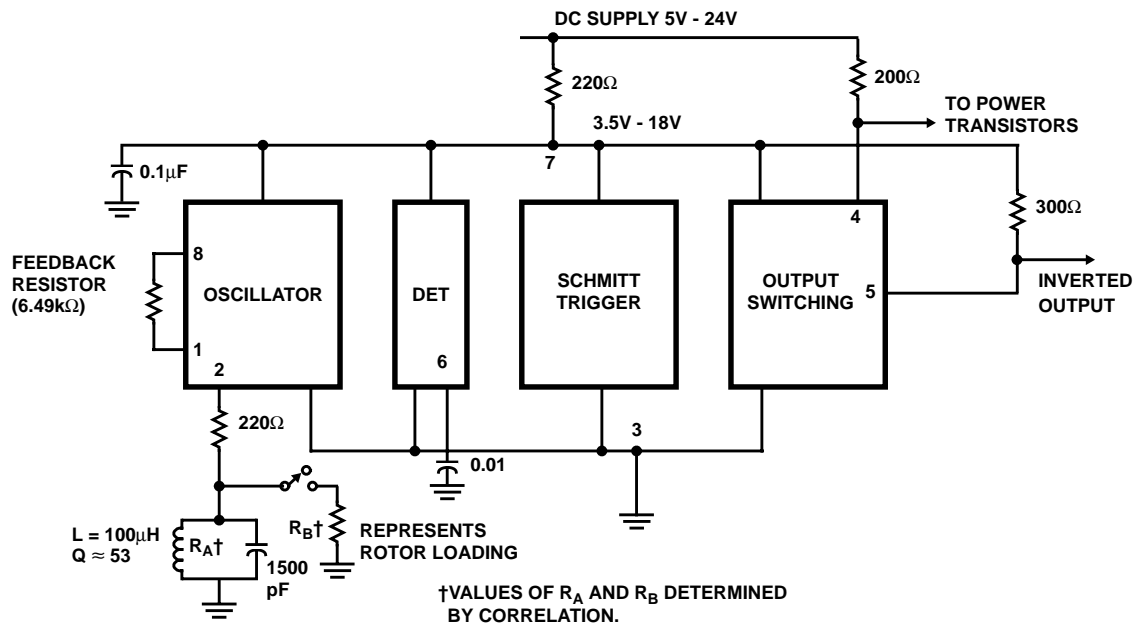 DC SUPPLY 5V - 24V
220Ω
200Ω
TO POWER
TRANSISTORS
3.5V - 18V
7
0.1µF
4
300Ω
8
FEEDBACK
RESISTOR
(6.49kΩ)
OSCILLATOR
DET
SCHMITT
TRIGGER
OUTPUT
SWITCHING
5
INVERTED
OUTPUT
1
2
6
220Ω
3
0.01
L = 100µH
Q ≈ 53
RA†
1500
pF
RB†
REPRESENTS
ROTOR LOADING
†VALUES OF RA AND RB DETERMINED
BY CORRELATION.